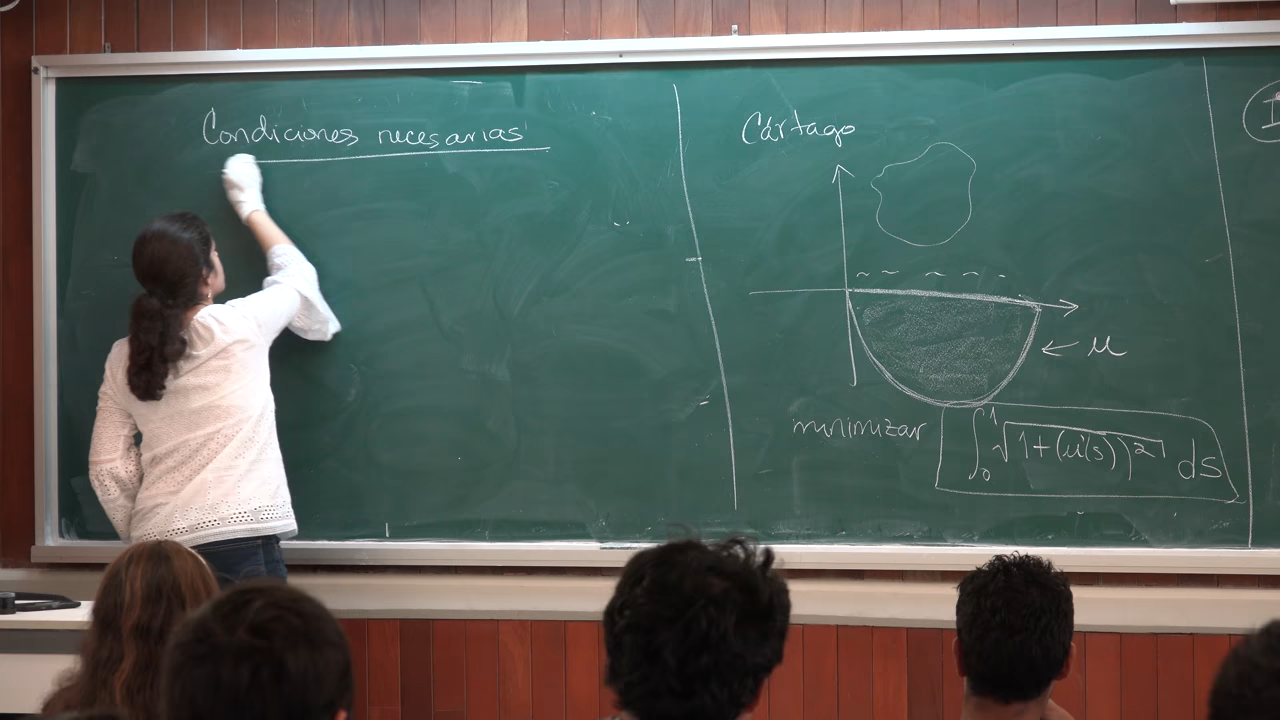 Condiciones necesarias
Cártago
← u
minimizar ∫₀¹ √1+(u'(s))² ds